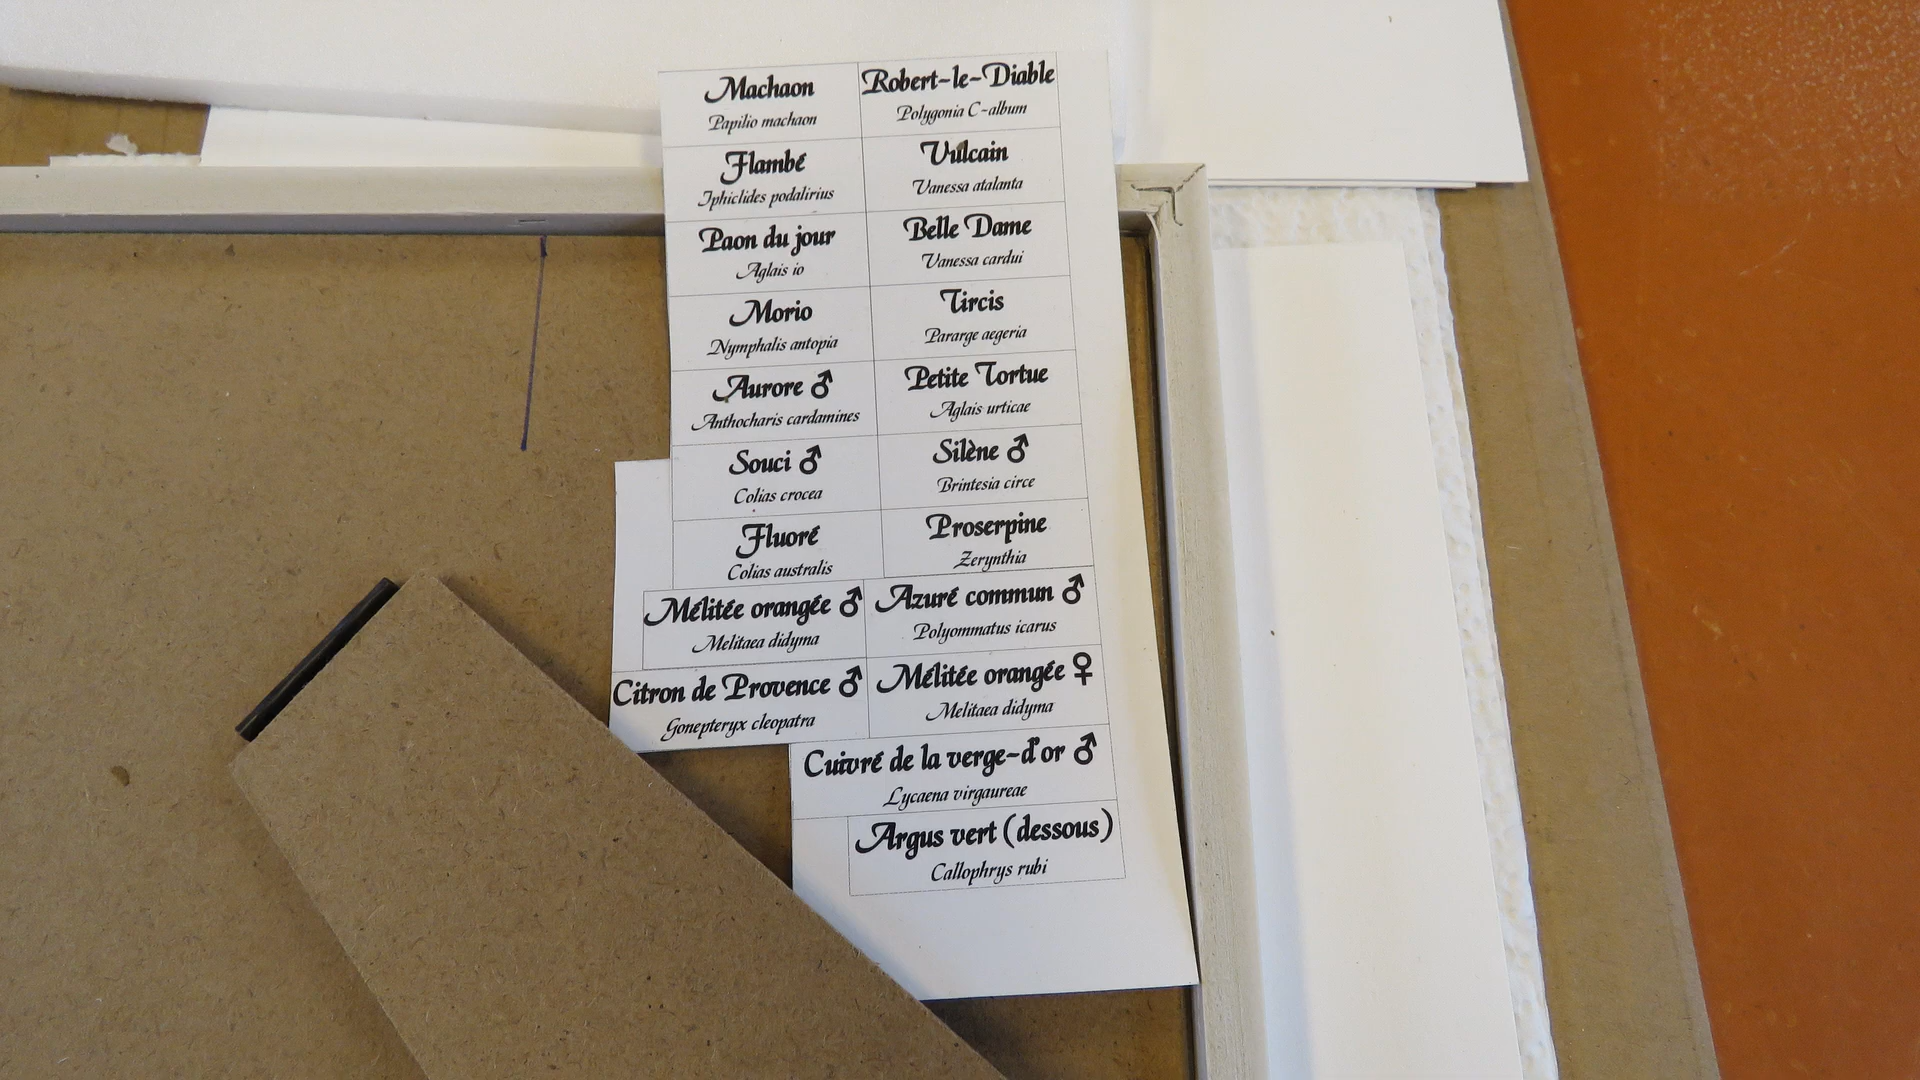 Machaon
Papilio machaon
Robert-le-Diable
Polygonia C-album
Flambé
Iphiclides podalirius
Vulcain
Vanessa atalanta
Paon du jour
Aglais io
Belle Dame
Vanessa cardui
Morio
Nymphalis antopia
Tircis
Pararge aegeria
Aurore ♂
Anthocharis cardamines
Petite Tortue
Aglais urticae
Souci ♂
Colias crocea
Silène ♂
Brintesia circe
Fluoré
Colias australis
Proserpine
Zerynthia
Mélitée orangée ♂
Melitaea didyma
Azuré commun ♂
Polyommatus icarus
Citron de Provence ♂
Gonepteryx cleopatra
Mélitée orangée ♀
Melitaea didyma
Cuivré de la verge-d'or ♂
Lycaena virgaureae
Argus vert (dessous)
Callophrys rubi